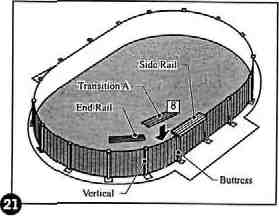 Side Rail
Transition A
8
End Rail
Buttress
Vertical
21